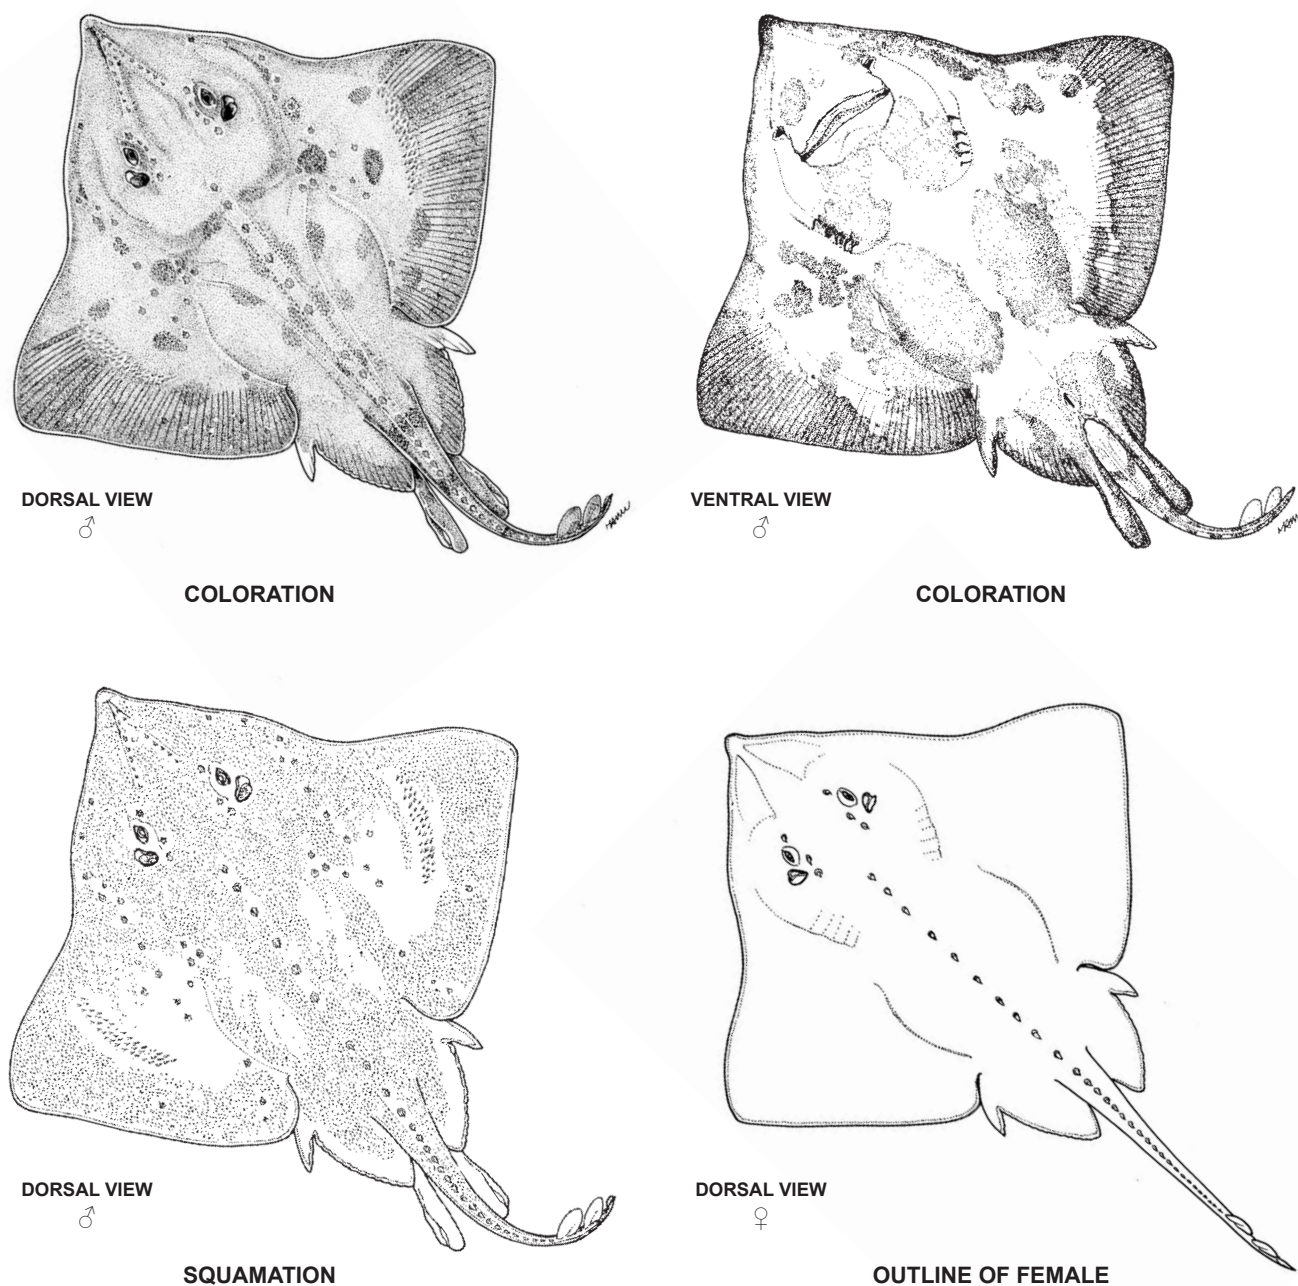 DORSAL VIEW
♂
COLORATION
VENTRAL VIEW
♂
COLORATION
DORSAL VIEW
♂
SQUAMATION
DORSAL VIEW
♀
OUTLINE OF FEMALE